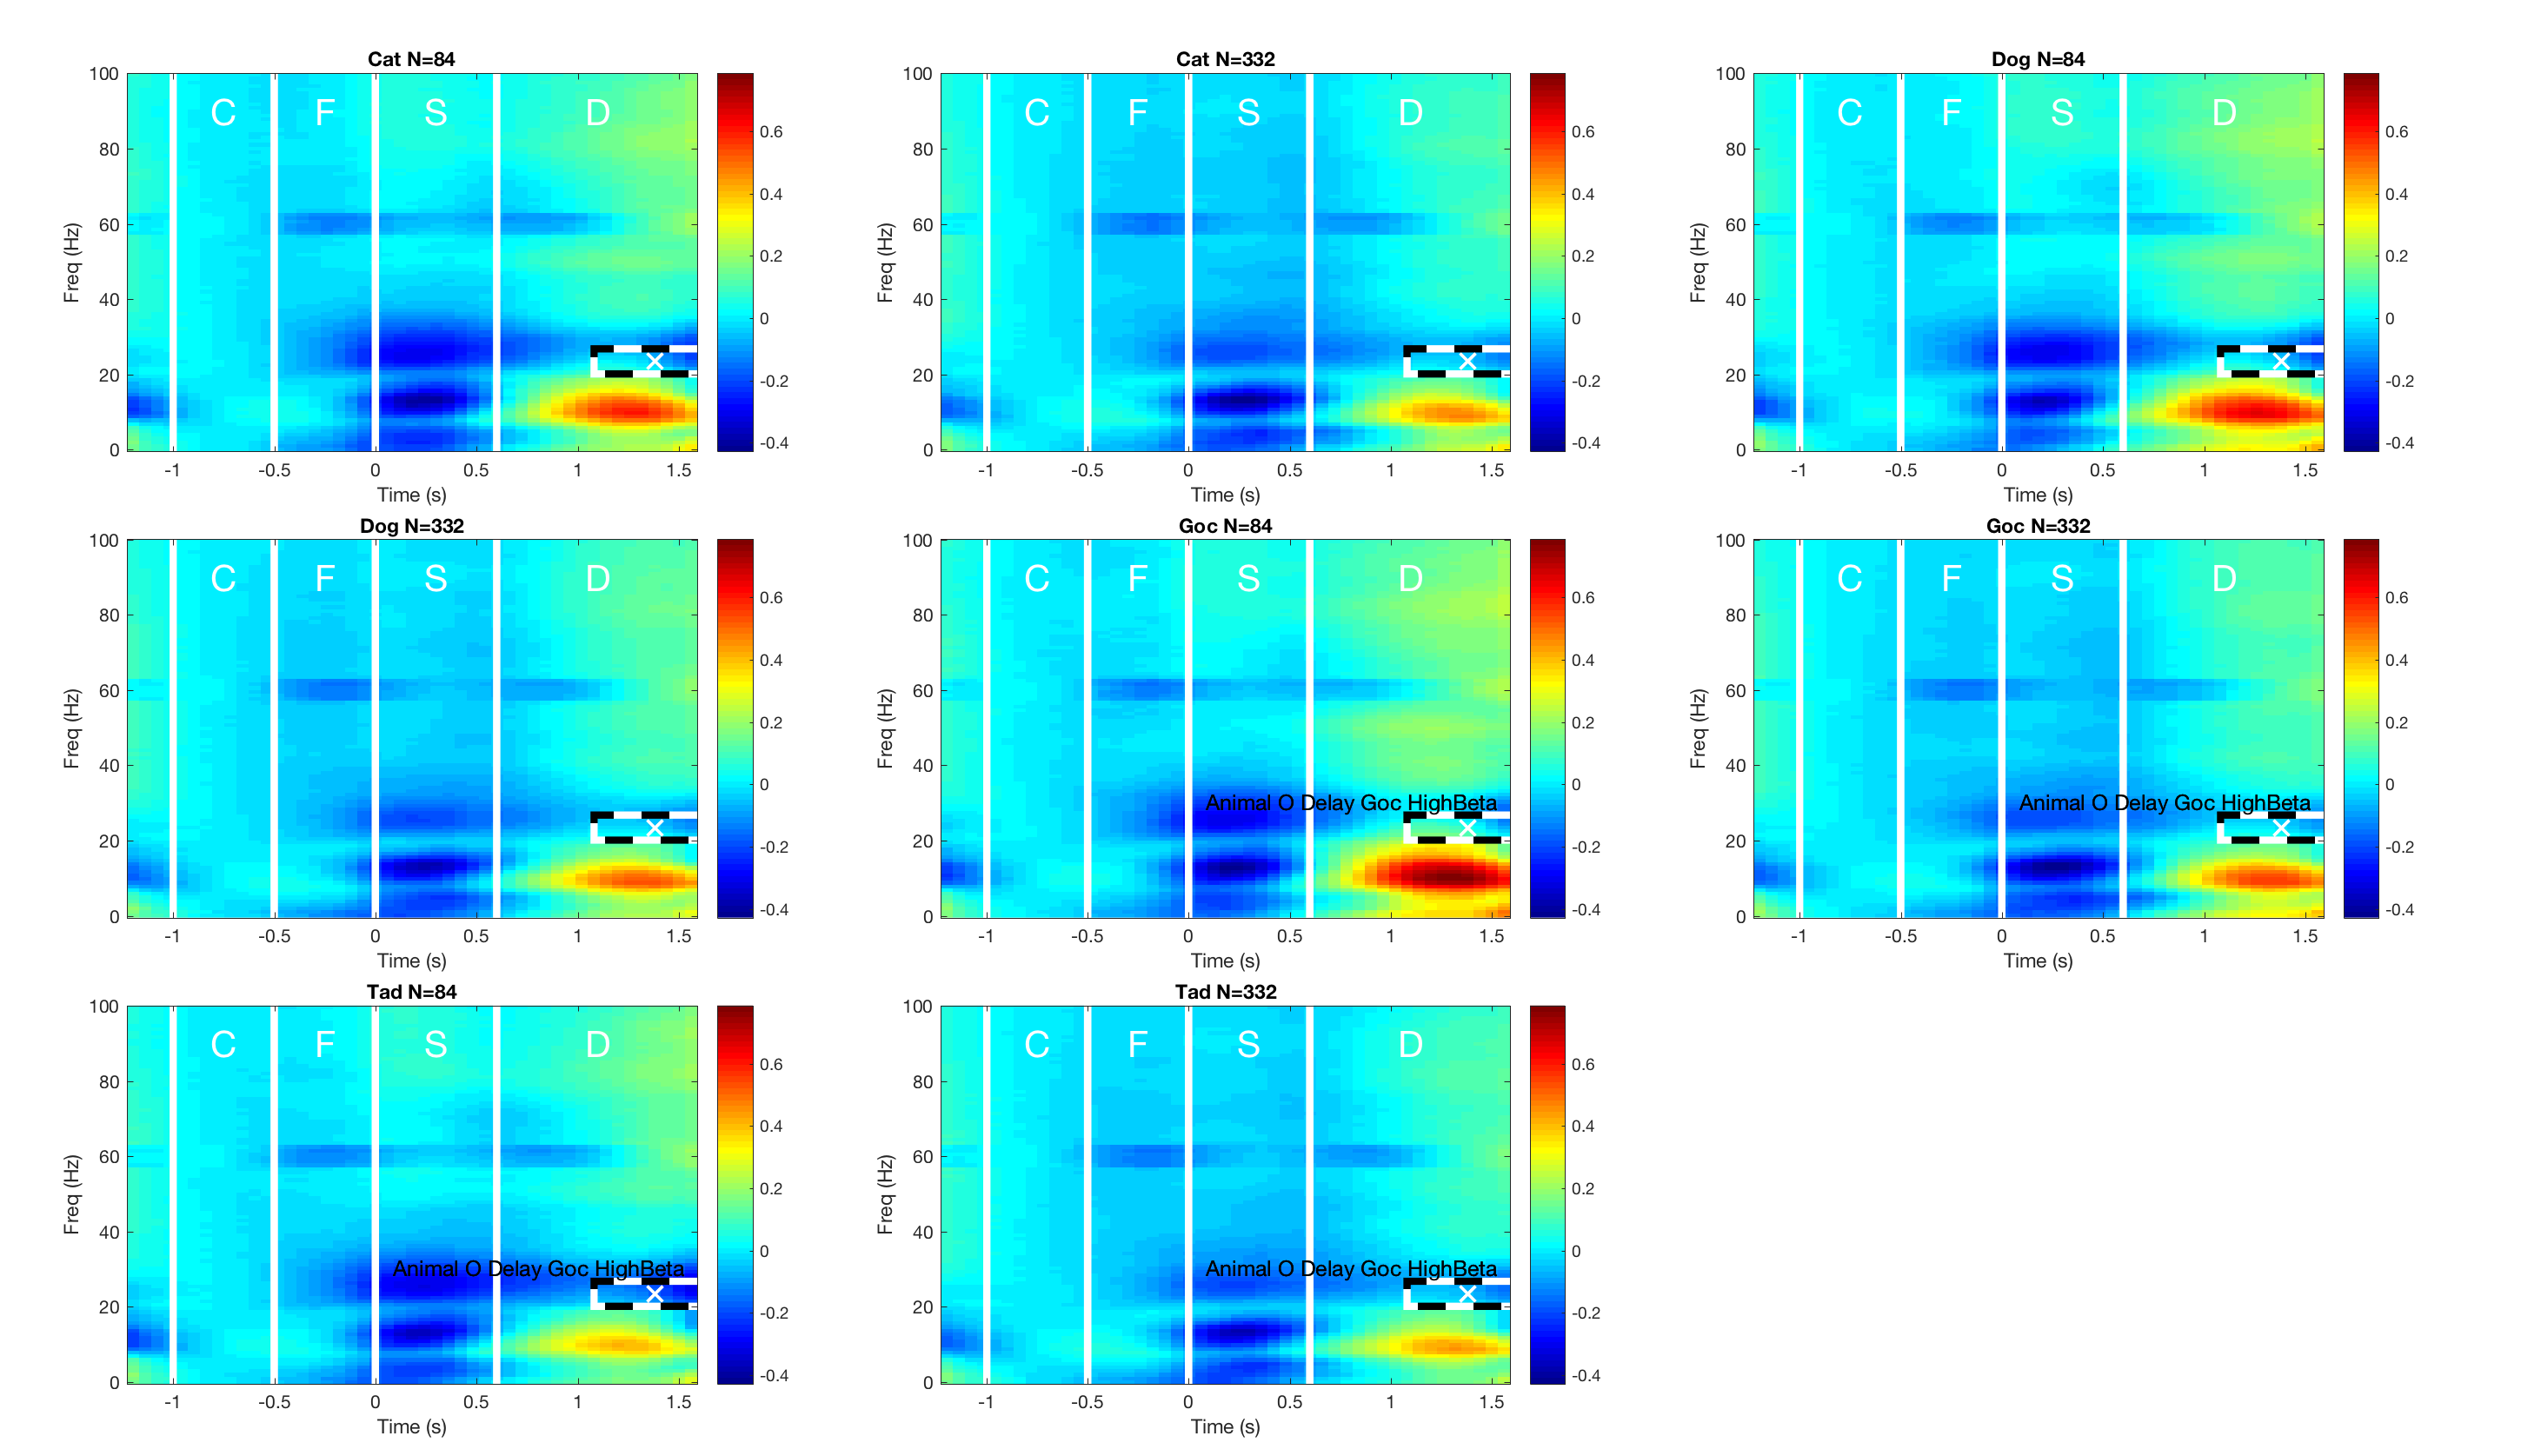 Cat N=84
C F S D
Freq (Hz)
100
80
60
40
20
0
-1 -0.5 0 0.5 1 1.5
Time (s)
0.6
0.4
0.2
0
-0.2
-0.4
Cat N=332
C F S D
Freq (Hz)
100
80
60
40
20
0
-1 -0.5 0 0.5 1 1.5
Time (s)
0.6
0.4
0.2
0
-0.2
-0.4
Dog N=84
C F S D
Freq (Hz)
100
80
60
40
20
0
-1 -0.5 0 0.5 1 1.5
Time (s)
0.6
0.4
0.2
0
-0.2
-0.4
Dog N=332
C F S D
Freq (Hz)
100
80
60
40
20
0
-1 -0.5 0 0.5 1 1.5
Time (s)
0.6
0.4
0.2
0
-0.2
-0.4
Goc N=84
C F S D
Freq (Hz)
100
80
60
40
20
0
Animal O Delay Goc HighBeta
-1 -0.5 0 0.5 1 1.5
Time (s)
0.6
0.4
0.2
0
-0.2
-0.4
Goc N=332
C F S D
Freq (Hz)
100
80
60
40
20
0
Animal O Delay Goc HighBeta
-1 -0.5 0 0.5 1 1.5
Time (s)
0.6
0.4
0.2
0
-0.2
-0.4
Tad N=84
C F S D
Freq (Hz)
100
80
60
40
20
0
Animal O Delay Goc HighBeta
-1 -0.5 0 0.5 1 1.5
Time (s)
0.6
0.4
0.2
0
-0.2
-0.4
Tad N=332
C F S D
Freq (Hz)
100
80
60
40
20
0
Animal O Delay Goc HighBeta
-1 -0.5 0 0.5 1 1.5
Time (s)
0.6
0.4
0.2
0
-0.2
-0.4